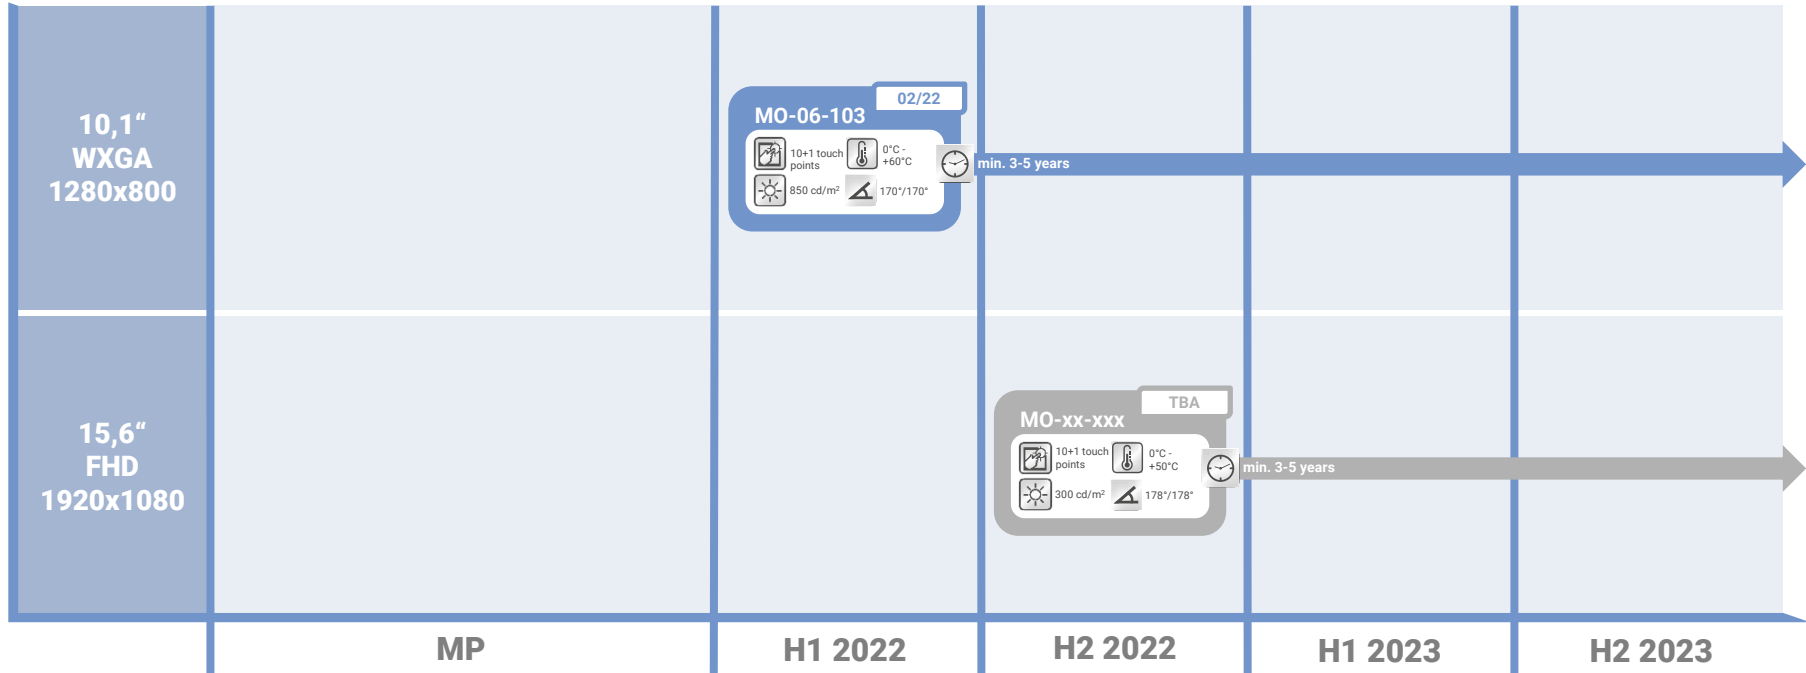 10,1“
WXGA
1280x800
02/22
MO-06-103
10+1 touch
points
0°C -
+60°C
850 cd/m²
170°/170°
min. 3-5 years
15,6“
FHD
1920x1080
TBA
MO-xx-xxx
10+1 touch
points
0°C -
+50°C
300 cd/m²
178°/178°
min. 3-5 years
MP
H1 2022
H2 2022
H1 2023
H2 2023